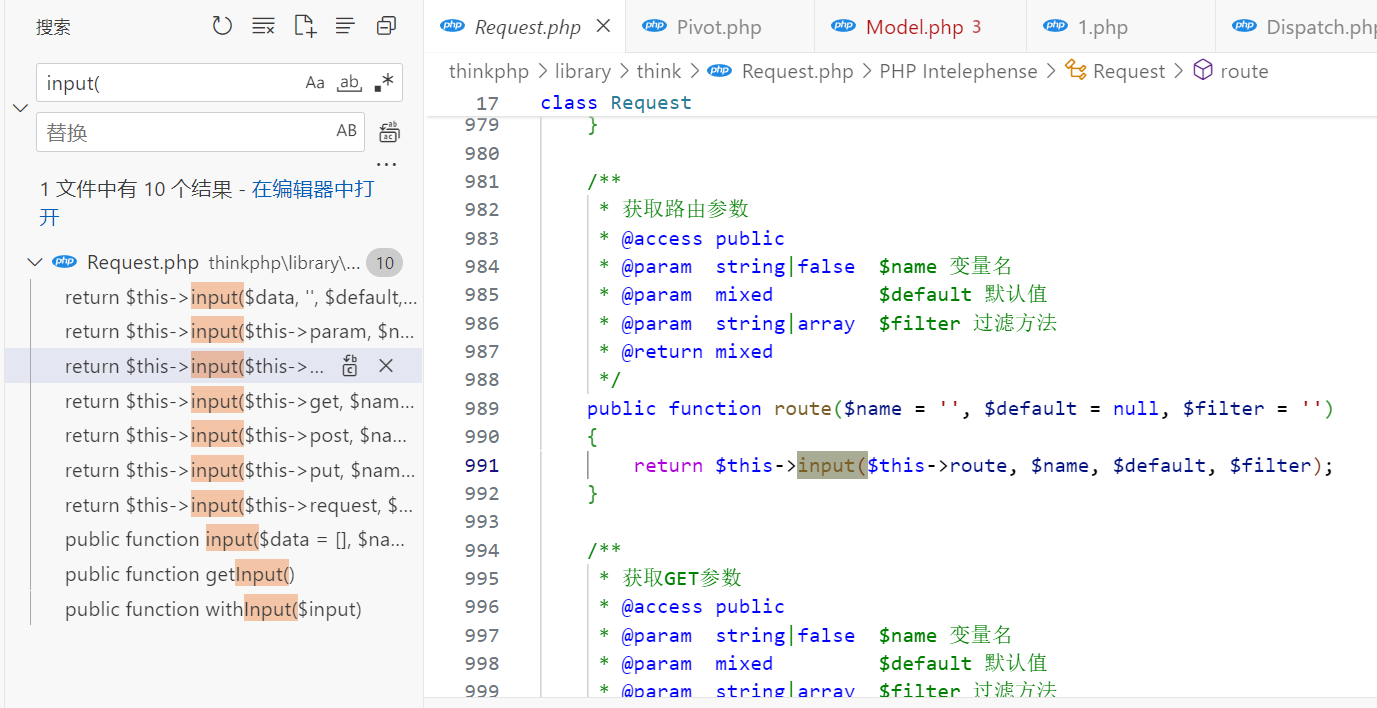 搜索
input(
Aa
ab
.*
替换
AB
...
1 文件中有 10 个结果 - 在编辑器中打
开
php Request.php thinkphp\library\... 10
return $this->input($data, '', $default,...
return $this->input($this->param, $n...
return $this->input($this->...
return $this->input($this->get, $nam...
return $this->input($this->post, $na...
return $this->input($this->put, $nam...
return $this->input($this->request, $...
public function input($data = [], $na...
public function getInput()
public function withInput($input)
php Request.php
php Pivot.php
php Model.php 3
php 1.php
php Dispatch.php
thinkphp > library > think > php Request.php > PHP Intelephense > Request > route
17 class Request
979 }
980
981 /**
982 * 获取路由参数
983 * @access public
984 * @param string|false $name 变量名
985 * @param mixed $default 默认值
986 * @param string|array $filter 过滤方法
987 * @return mixed
988 */
989 public function route($name = '', $default = null, $filter = '')
990 {
991 return $this->input($this->route, $name, $default, $filter);
992 }
993
994 /**
995 * 获取GET参数
996 * @access public
997 * @param string|false $name 变量名
998 * @param mixed $default 默认值
999 * @param string|array $filter 过滤方法